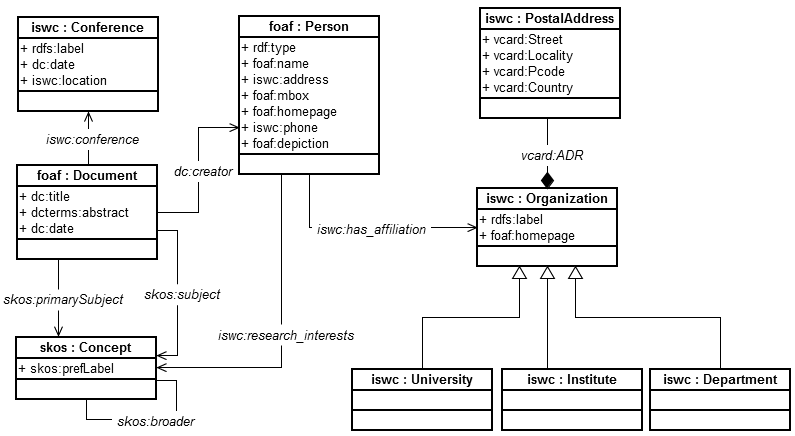 iswc : Conference
+ rdfs:label
+ dc:date
+ iswc:location
foaf : Person
+ rdf:type
+ foaf:name
+ iswc:address
+ foaf:mbox
+ foaf:homepage
+ iswc:phone
+ foaf:depiction
iswc : PostalAddress
+ vcard:Street
+ vcard:Locality
+ vcard:Pcode
+ vcard:Country
iswc:conference
dc:creator
vcard:ADR
foaf : Document
+ dc:title
+ dcterms:abstract
+ dc:date
iswc:has_affiliation
iswc : Organization
+ rdfs:label
+ foaf:homepage
skos:primarySubject
skos:subject
iswc:research_interests
skos : Concept
+ skos:prefLabel
skos:broader
iswc : University
iswc : Institute
iswc : Department